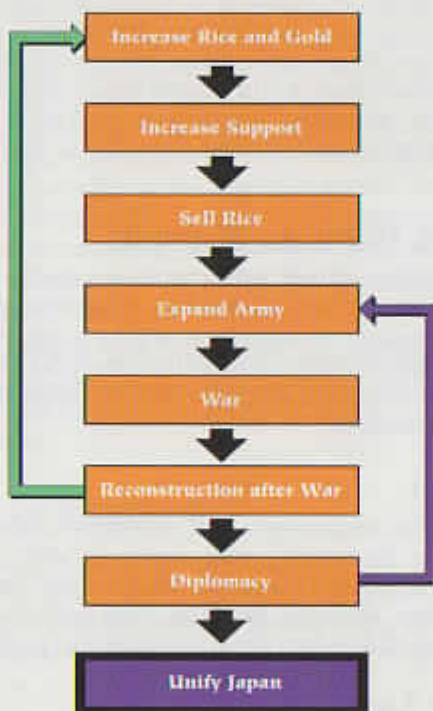 Increase Rice and Gold
Increase Support
Sell Rice
Expand Army
War
Reconstruction after War
Diplomacy
Unify Japan